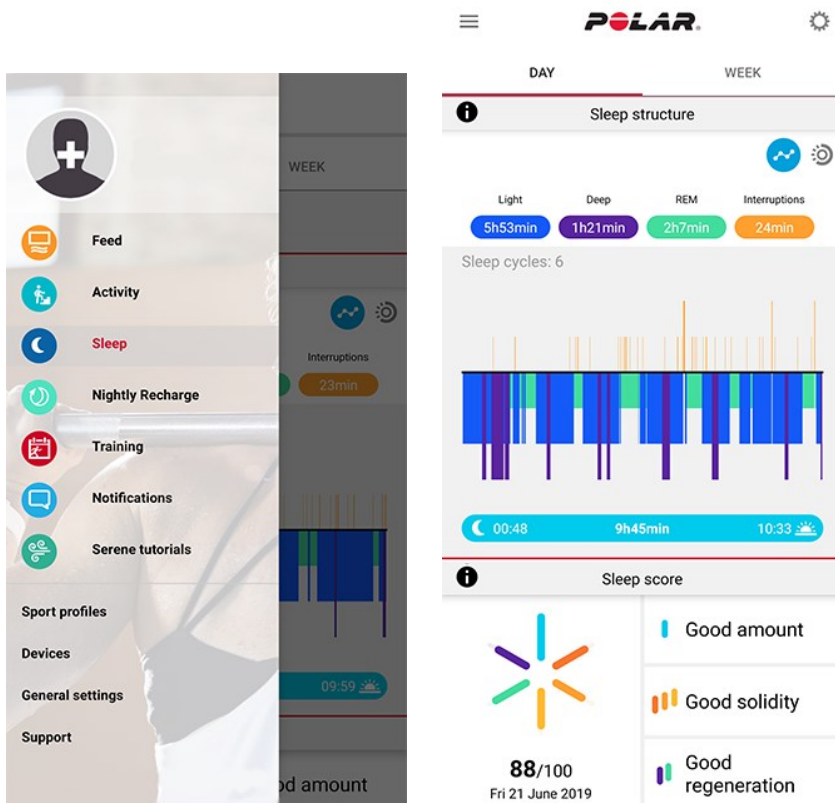 WEEK
Feed
Activity
Sleep
Interruptions
23min
Nightly Recharge
Training
Notifications
Serene tutorials
Sport profiles
Devices
General settings
09:59
Support
od amount
POLAR
DAY WEEK
i Sleep structure
Light Deep REM Interruptions
5h53min 1h21min 2h7min 24min
Sleep cycles: 6
00:48 9h45min 10:33
i Sleep score
Good amount
Good solidity
Good
regeneration
88/100
Fri 21 June 2019